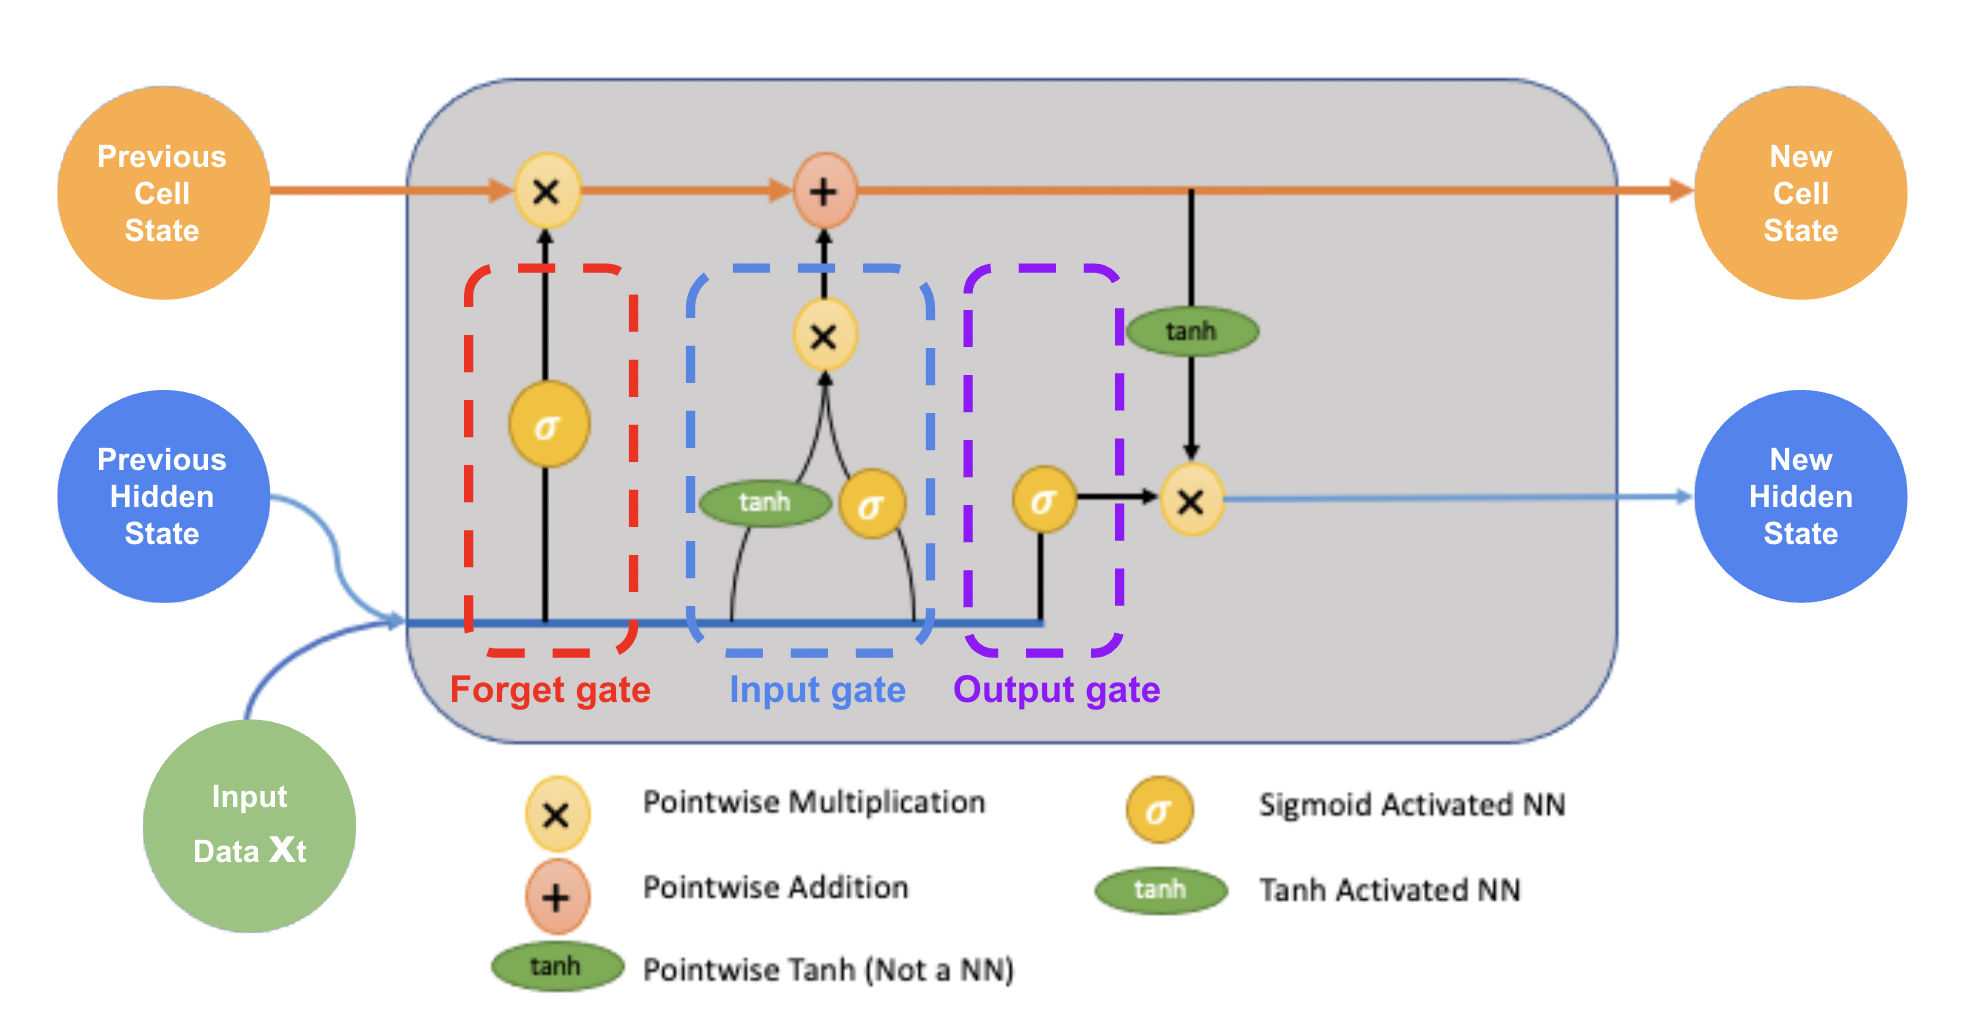 Previous
Cell
State
×
+
New
Cell
State
×
tanh
Previous
Hidden
State
σ
tanh
σ
σ
×
New
Hidden
State
Forget gate
Input gate
Output gate
Input
Data Xt
×
Pointwise Multiplication
σ
Sigmoid Activated NN
+
Pointwise Addition
tanh
Tanh Activated NN
tanh
Pointwise Tanh (Not a NN)